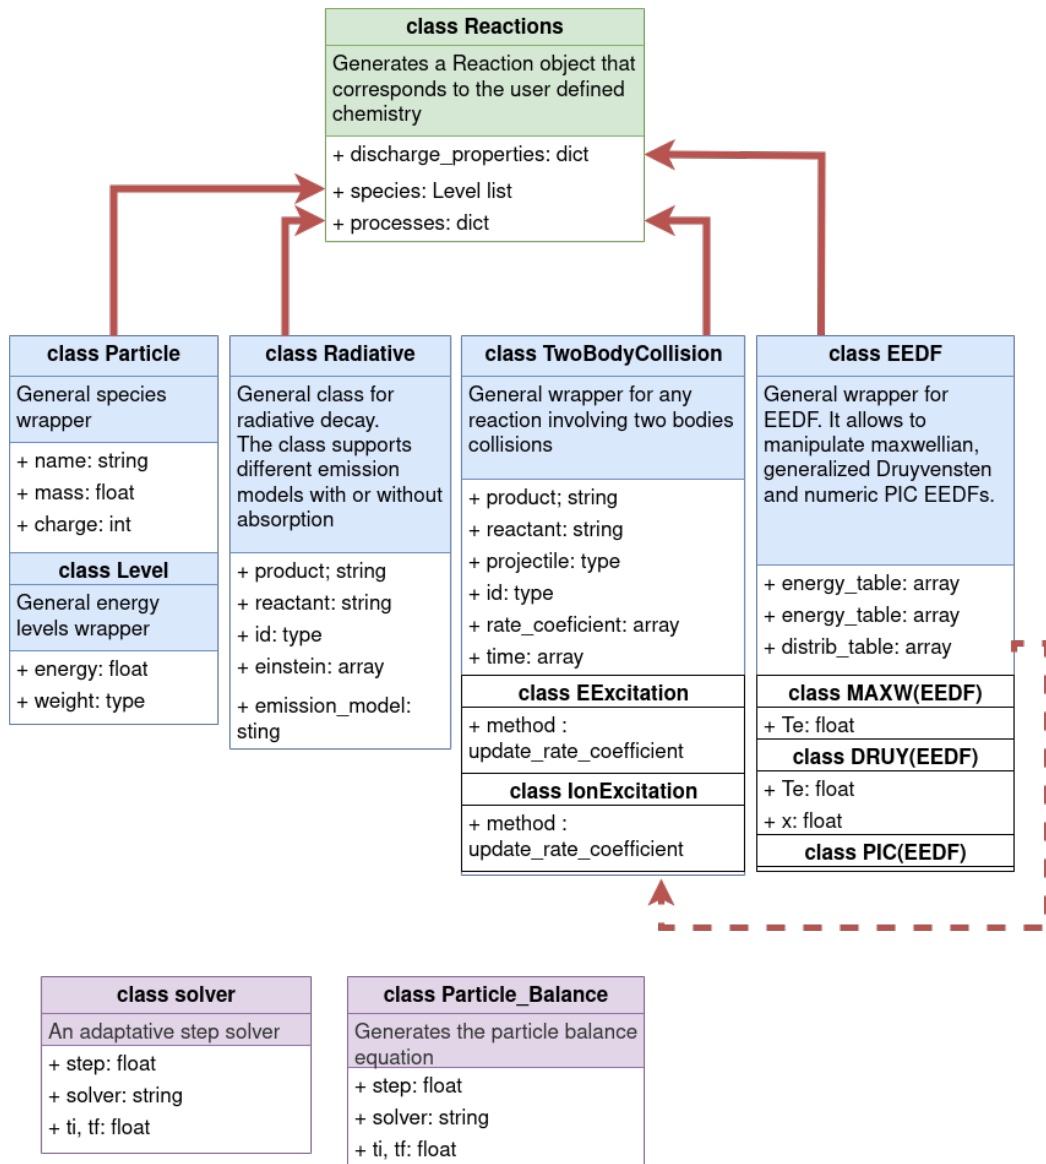 class Reactions
Generates a Reaction object that
corresponds to the user defined
chemistry
+ discharge_properties: dict
+ species: Level list
+ processes: dict
class Particle
General species
wrapper
+ name: string
+ mass: float
+ charge: int
class Level
General energy
levels wrapper
+ energy: float
+ weight: type
class Radiative
General class for
radiative decay.
The class supports
different emission
models with or without
absorption
+ product; string
+ reactant: string
+ id: type
+ einstein: array
+ emission_model:
sting
class TwoBodyCollision
General wrapper for any
reaction involving two bodies
collisions
+ product; string
+ reactant: string
+ projectile: type
+ id: type
+ rate_coeficient: array
+ time: array
class EExcitation
+ method :
update_rate_coefficient
class IonExcitation
+ method :
update_rate_coefficient
class EEDF
General wrapper for
EEDF. It allows to
manipulate maxwellian,
generalized Druyvensten
and numeric PIC EEDFs.
+ energy_table: array
+ energy_table: array
+ distrib_table: array
class MAXW(EEDF)
+ Te: float
class DRUY(EEDF)
+ Te: float
+ x: float
class PIC(EEDF)
class solver
An adaptative step solver
+ step: float
+ solver: string
+ ti, tf: float
class Particle_Balance
Generates the particle balance
equation
+ step: float
+ solver: string
+ ti, tf: float